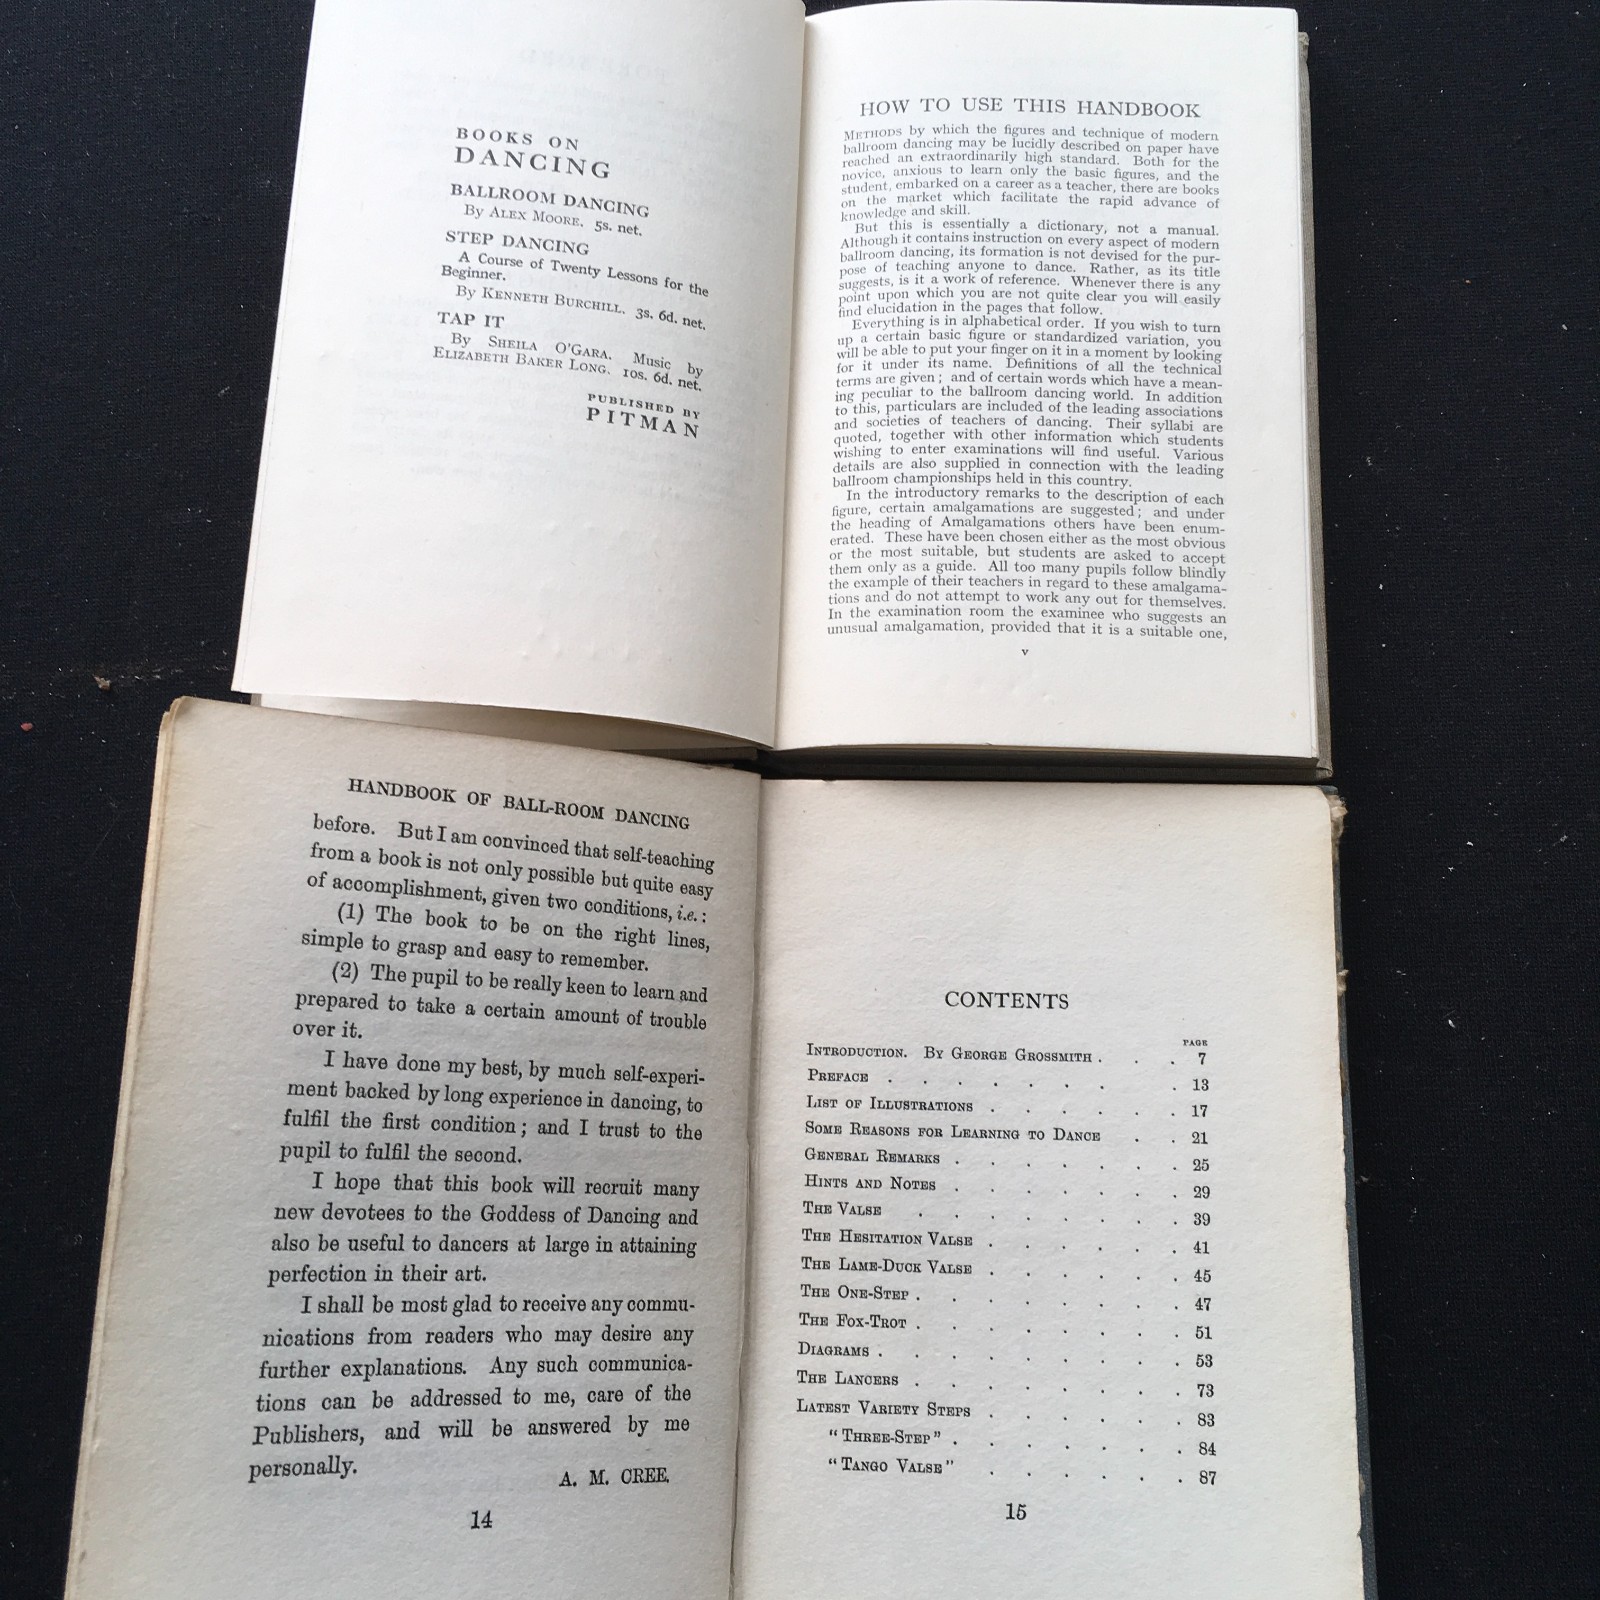 BOOKS ON
DANCING
BALLROOM DANCING
By ALEX MOORE. 5s. net.
STEP DANCING
A Course of Twenty Lessons for the
Beginner.
By KENNETH BURCHILL. 3s. 6d. net.
TAP IT
By SHEILA O'GARA. Music by
ELIZABETH BAKER LONG. 10s. 6d. net.
PUBLISHED BY
PITMAN
HOW TO USE THIS HANDBOOK
METHODS by which the figures and technique of modern
ballroom dancing may be lucidly described on paper have
reached an extraordinarily high standard. Both for the
novice, anxious to learn only the basic figures, and the
student, embarked on a career as a teacher, there are books
on the market which facilitate the rapid advance of
knowledge and skill.
But this is essentially a dictionary, not a manual.
Although it contains instruction on every aspect of modern
ballroom dancing, its formation is not devised for the pur-
pose of teaching anyone to dance. Rather, as its title
suggests, is it a work of reference. Whenever there is any
point upon which you are not quite clear you will easily
find elucidation in the pages that follow.
Everything is in alphabetical order. If you wish to turn
up a certain basic figure or standardized variation, you
will be able to put your finger on it in a moment by looking
for it under its name. Definitions of all the technical
terms are given; and of certain words which have a mean-
ing peculiar to the ballroom dancing world. In addition
to this, particulars are included of the leading associations
and societies of teachers of dancing. Their syllabi are
quoted, together with other information which students
wishing to enter examinations will find useful. Various
details are also supplied in connection with the leading
ballroom championships held in this country.
In the introductory remarks to the description of each
figure, certain amalgamations are suggested; and under
the heading of Amalgamations others have been enum-
erated. These have been chosen either as the most obvious
or the most suitable, but students are asked to accept
them only as a guide. All too many pupils follow blindly
the example of their teachers in regard to these amalgama-
tions and do not attempt to work any out for themselves.
In the examination room the examinee who suggests an
unusual amalgamation, provided that it is a suitable one,
v
HANDBOOK OF BALL-ROOM DANCING
before. But I am convinced that self-teaching
from a book is not only possible but quite easy
of accomplishment, given two conditions, i.e.:
(1) The book to be on the right lines,
simple to grasp and easy to remember.
(2) The pupil to be really keen to learn and
prepared to take a certain amount of trouble
over it.
I have done my best, by much self-experi-
ment backed by long experience in dancing, to
fulfil the first condition; and I trust to the
pupil to fulfil the second.
I hope that this book will recruit many
new devotees to the Goddess of Dancing and
also be useful to dancers at large in attaining
perfection in their art.
I shall be most glad to receive any commu-
nications from readers who may desire any
further explanations. Any such communica-
tions can be addressed to me, care of the
Publishers, and will be answered by me
personally.
A. M. CREE.
14
CONTENTS
PAGE
INTRODUCTION. BY GEORGE GROSSMITH . . . 7
PREFACE . . . . . . . . 13
LIST OF ILLUSTRATIONS . . . . . . 17
SOME REASONS FOR LEARNING TO DANCE . . 21
GENERAL REMARKS . . . . . . . 25
HINTS AND NOTES . . . . . . . 29
THE VALSE . . . . . . . . 39
THE HESITATION VALSE . . . . . . 41
THE LAME-DUCK VALSE . . . . . . 45
THE ONE-STEP . . . . . . . . 47
THE FOX-TROT . . . . . . . . 51
DIAGRAMS . . . . . . . . . 53
THE LANCERS . . . . . . . . 73
LATEST VARIETY STEPS . . . . . . 83
"THREE-STEP" . . . . . . . 84
"TANGO VALSE" . . . . . . 87
15